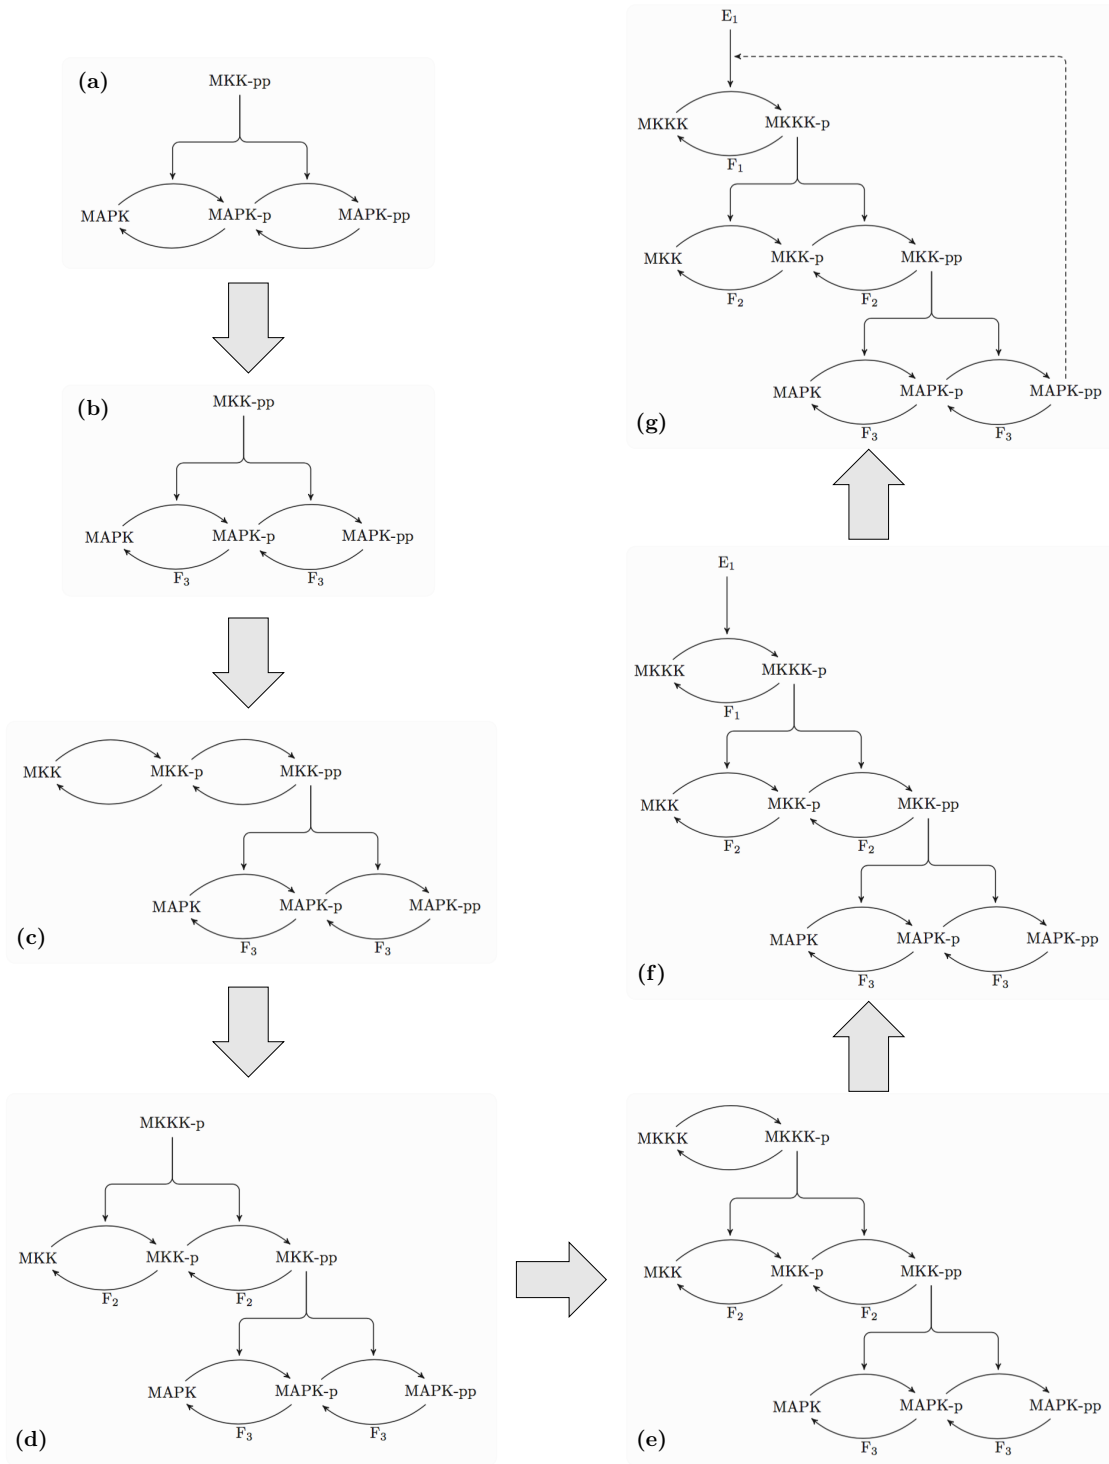 (a)
MKK-pp
MAPK MAPK-p MAPK-pp
(b)
MKK-pp
MAPK MAPK-p MAPK-pp
F₃ F₃
MKK MKK-p MKK-pp
MAPK MAPK-p MAPK-pp
(c)
F₃ F₃
MKKK-p
MKK MKK-p MKK-pp
F₂ F₂
MAPK MAPK-p MAPK-pp
(d)
F₃ F₃
MKKK MKKK-p
MKK MKK-p MKK-pp
F₂ F₂
MAPK MAPK-p MAPK-pp
(e)
F₃ F₃
E₁
MKKK MKKK-p
F₁
MKK MKK-p MKK-pp
F₂ F₂
MAPK MAPK-p MAPK-pp
(f)
F₃ F₃
E₁
MKKK MKKK-p
F₁
MKK MKK-p MKK-pp
F₂ F₂
MAPK MAPK-p MAPK-pp
(g)
F₃ F₃